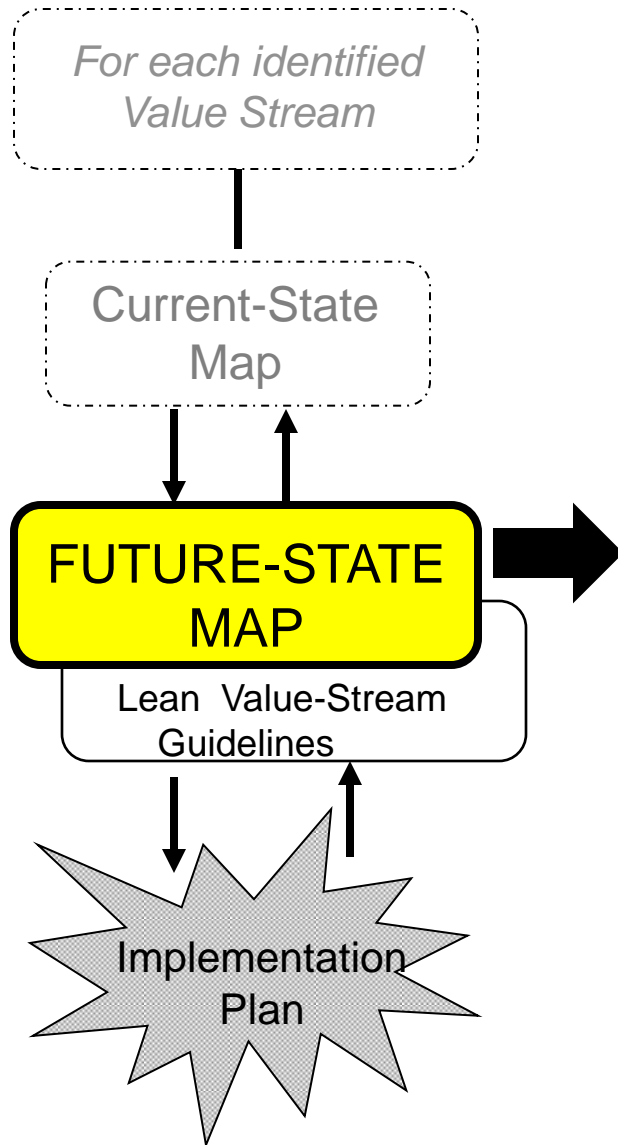 For each identified
Value Stream
Current-State
Map
FUTURE-STATE
MAP
Lean Value-Stream
Guidelines
Implementation
Plan